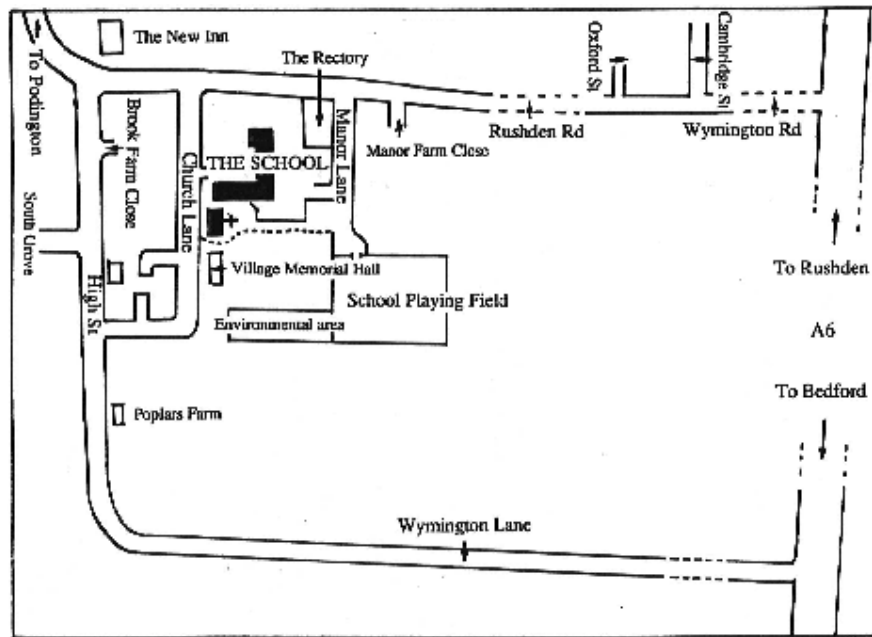 The New Inn
To Podington
The Rectory
Oxford St
Cambridge St
Rushden Rd
Wymington Rd
Brook Farm Close
Church Lane
THE SCHOOL
Manor Lane
Manor Farm Close
South Grove
High St
Village Memorial Hall
School Playing Field
Environmental area
To Rushden
A6
To Bedford
Poplars Farm
Wymington Lane